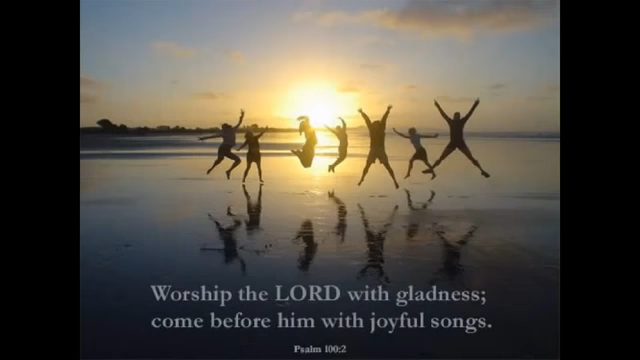 Worship the LORD with gladness;
come before him with joyful songs.
Psalm 100:2